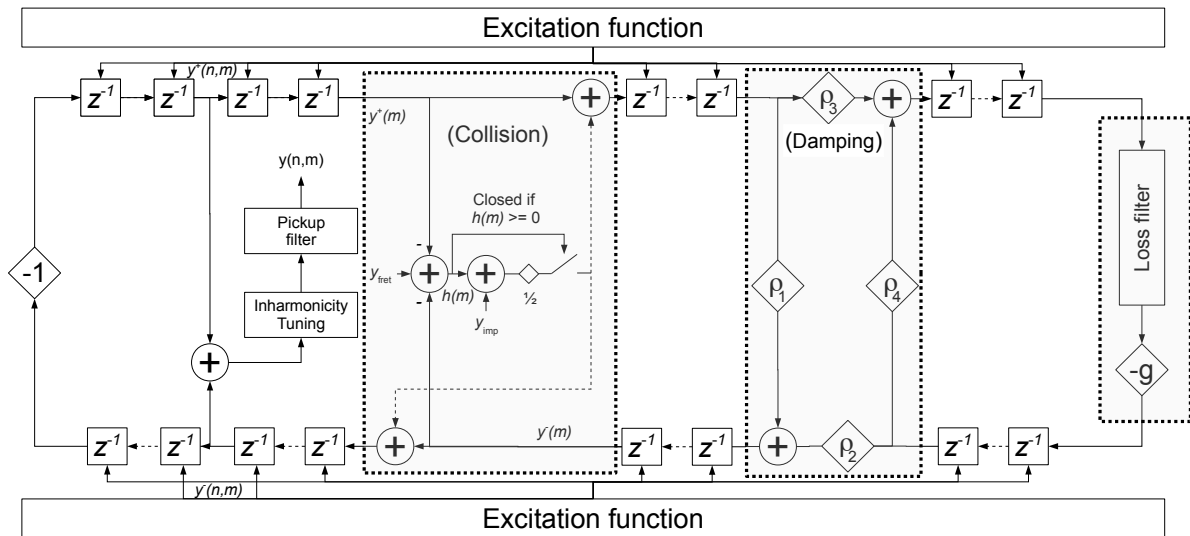 Excitation function
y⁺(n,m)
z⁻¹ z⁻¹ z⁻¹ z⁻¹ z⁻¹ z⁻¹ z⁻¹ z⁻¹
+
ρ₃ +
y⁺(m)
(Collision)
(Damping)
y(n,m)
Closed if
h(m) >= 0
Pickup
filter
Loss filter
-
-1
y_fret + + h(m) ½
-
y_imp
ρ₁ ρ₄
Inharmonicity
Tuning
+
-g
z⁻¹ z⁻¹ z⁻¹ z⁻¹ + y⁻(m) z⁻¹ z⁻¹ + ρ₂ z⁻¹ z⁻¹
y⁻(n,m)
Excitation function